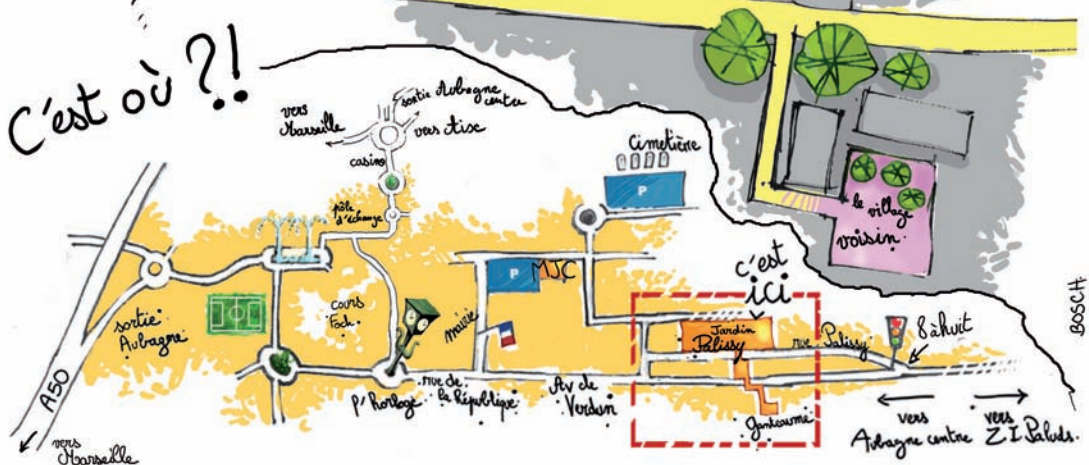 C'est où ?!
vers
Marseille
sortie Aubagne
centre
vers Aix
casino
pôle
d'échange
Cimetière
P
le village
voisin
c'est
ici
P
MJC
Jardin
Palissy
rue Palissy
8 à huit
BOSCH
sortie
Aubagne
cours
Foch
mairie
A50
vers
Marseille
l'horloge
rue de
la République
Av de
Verdun
Ganteaume
vers
Aubagne centre
vers
Z I Paluds.